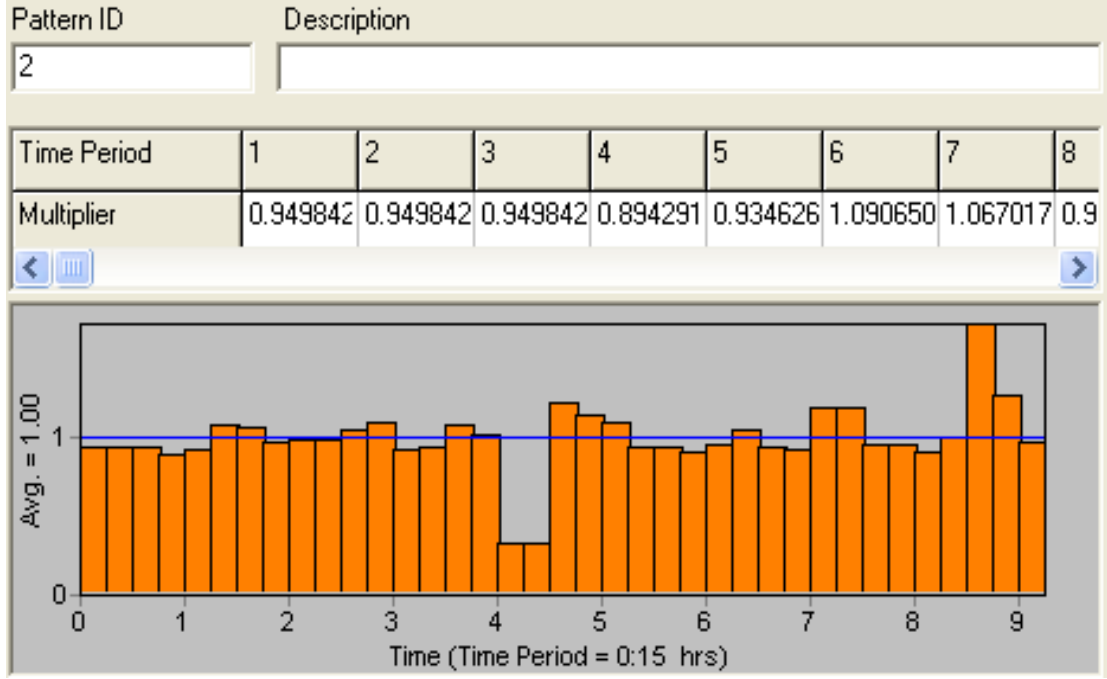 Pattern ID Description
2
Time Period 1 2 3 4 5 6 7 8
Multiplier 0.949842 0.949842 0.949842 0.894291 0.934626 1.090650 1.067017 0.9
Avg. = 1.00
1
0
0 1 2 3 4 5 6 7 8 9
Time (Time Period = 0:15 hrs)